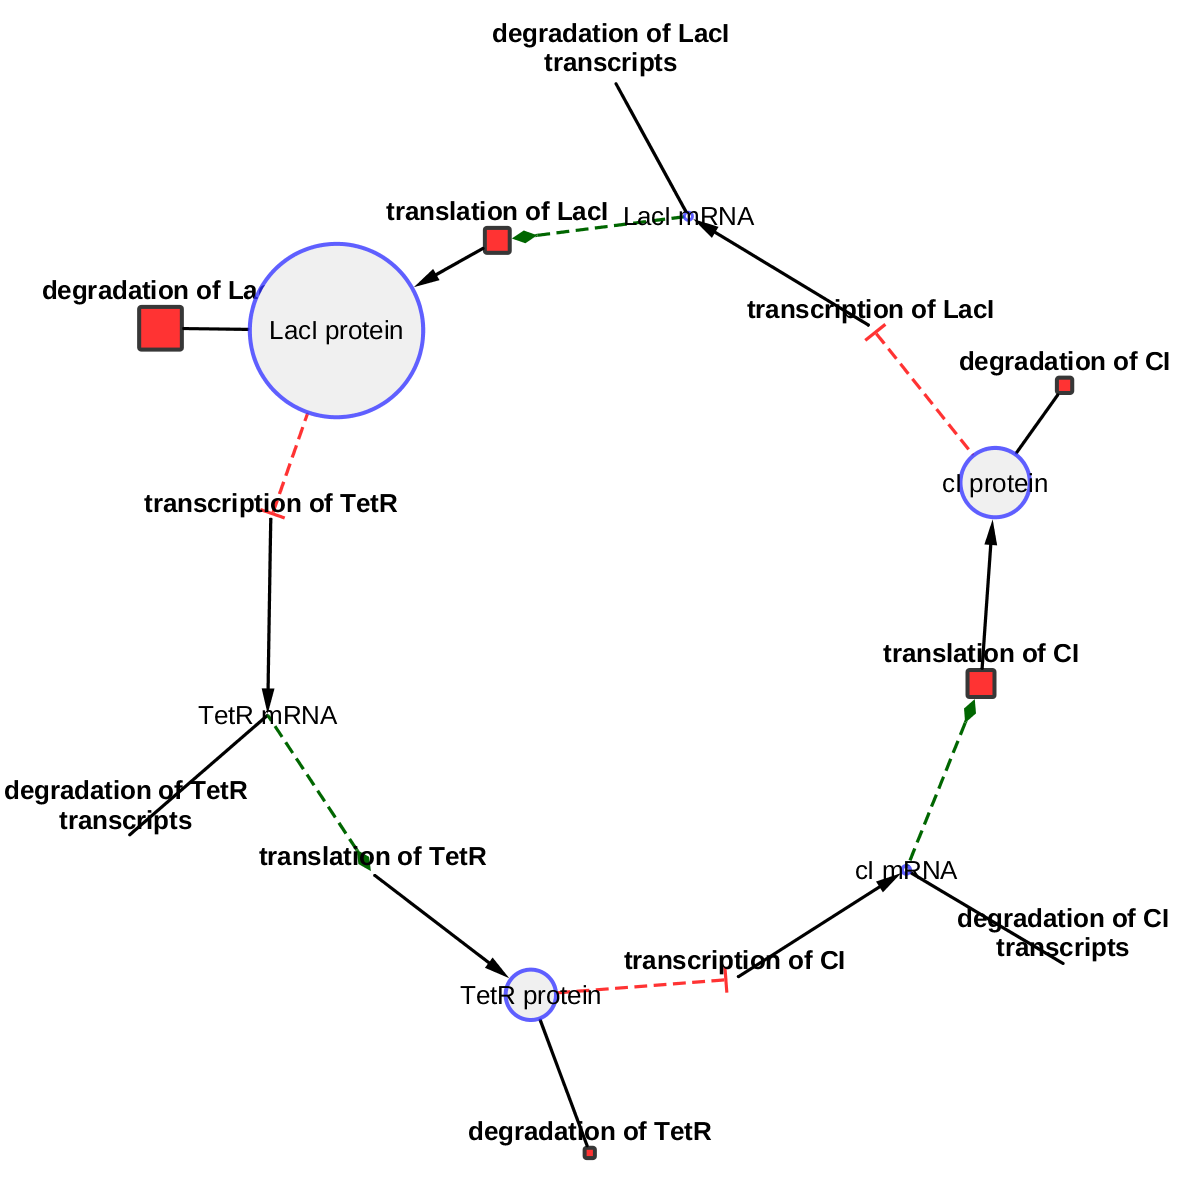 degradation of LacI
transcripts
translation of LacI
LacI mRNA
degradation of La
LacI protein
transcription of LacI
degradation of CI
cI protein
transcription of TetR
translation of CI
TetR mRNA
degradation of TetR
transcripts
translation of TetR
cI mRNA
degradation of CI
transcripts
transcription of CI
TetR protein
degradation of TetR